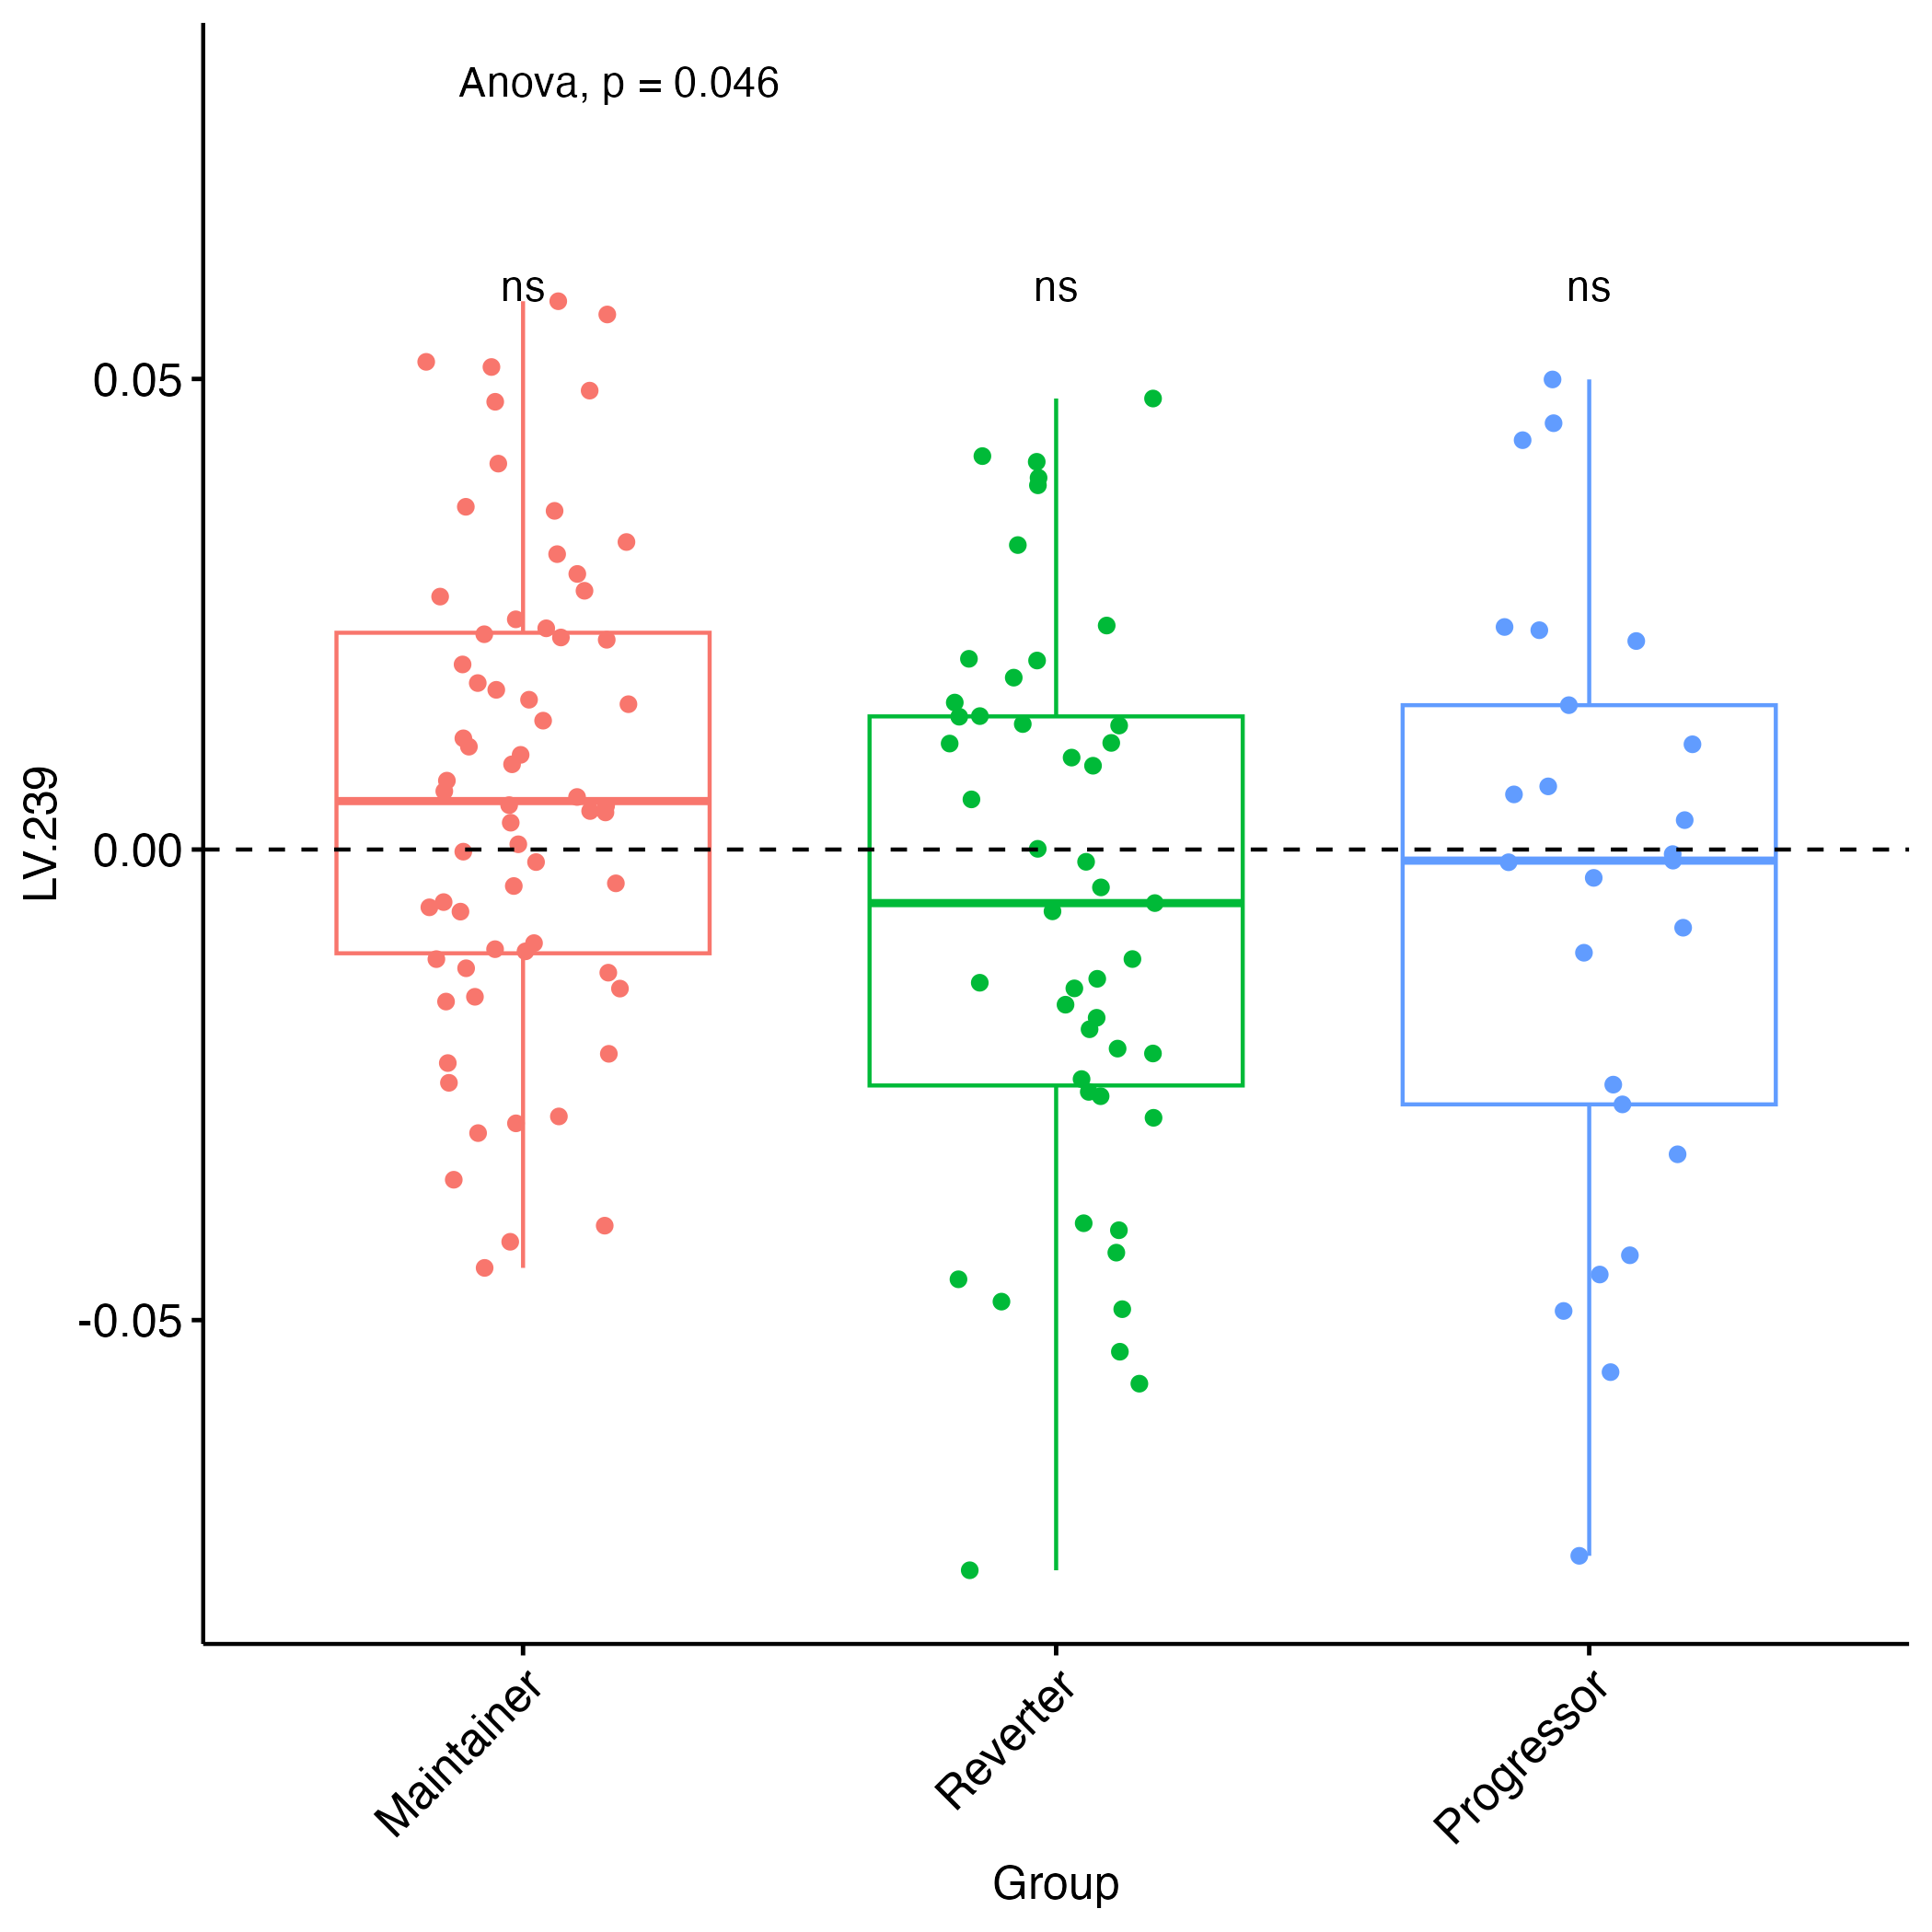 Anova, p = 0.046
ns ns ns
0.05
0.00
-0.05
LV.239
Maintainer Reverter Progressor
Group